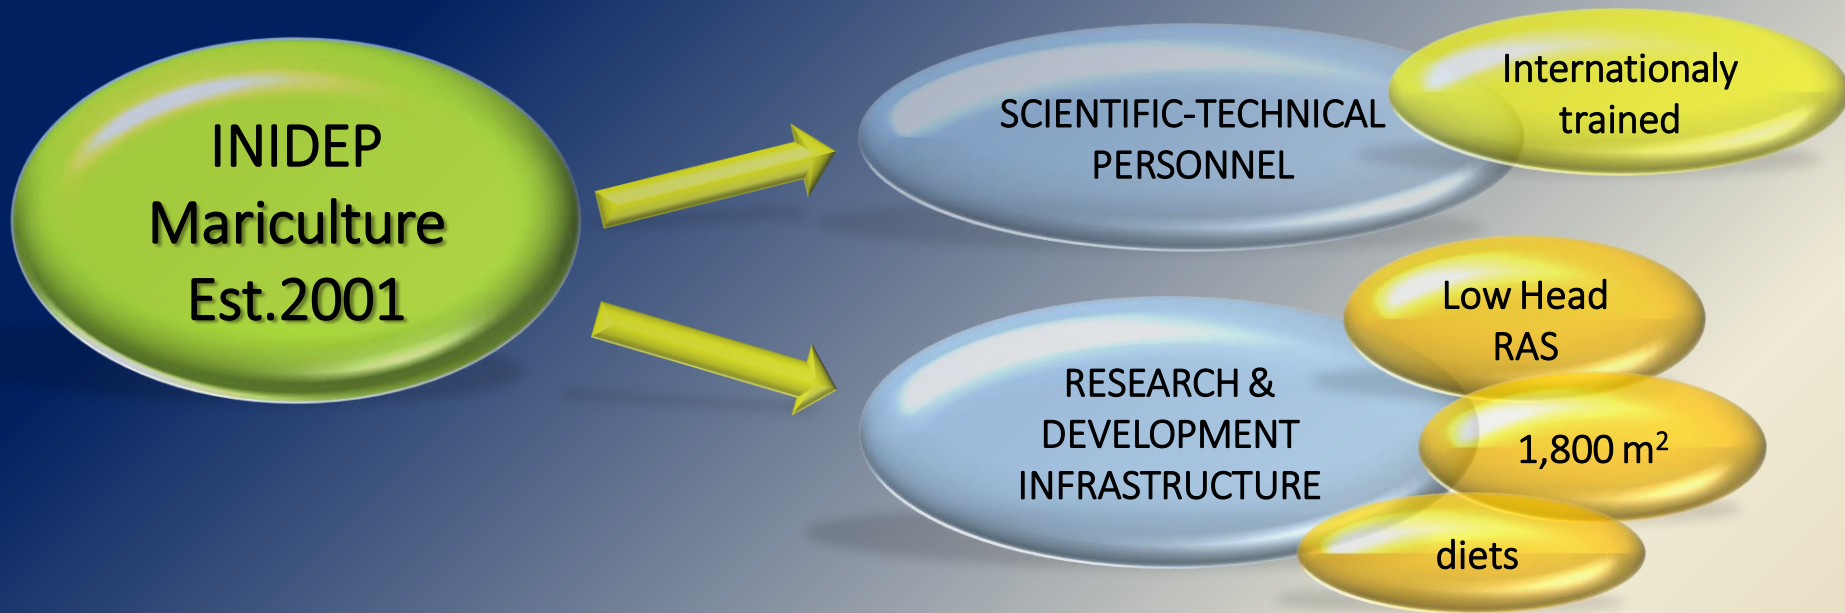 INIDEP
Mariculture
Est.2001
SCIENTIFIC-TECHNICAL
PERSONNEL
Internationaly
trained
RESEARCH &
DEVELOPMENT
INFRASTRUCTURE
Low Head
RAS
1,800 m²
diets